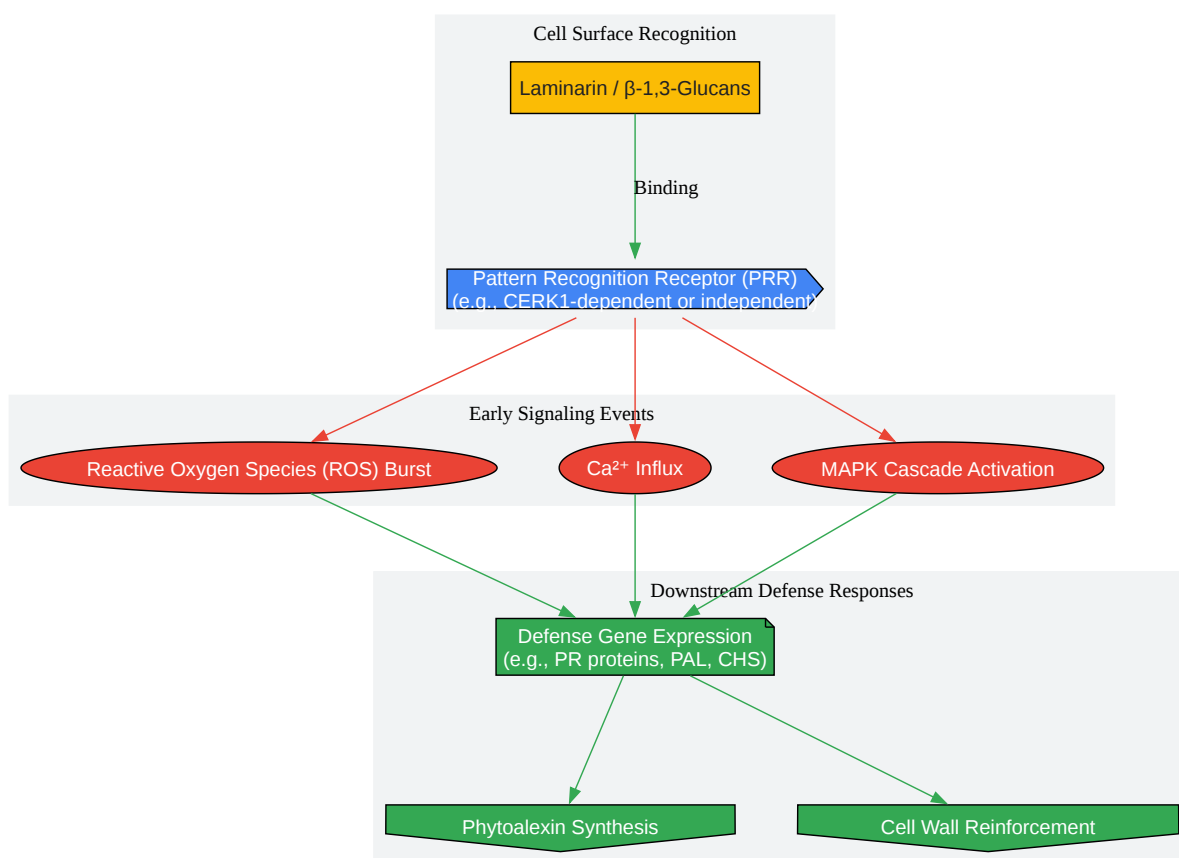 Cell Surface Recognition
Laminarin / β-1,3-Glucans
Binding
Pattern Recognition Receptor (PRR)
(e.g., CERK1-dependent or independent)
Early Signaling Events
Reactive Oxygen Species (ROS) Burst
Ca²⁺ Influx
MAPK Cascade Activation
Downstream Defense Responses
Defense Gene Expression
(e.g., PR proteins, PAL, CHS)
Phytoalexin Synthesis
Cell Wall Reinforcement